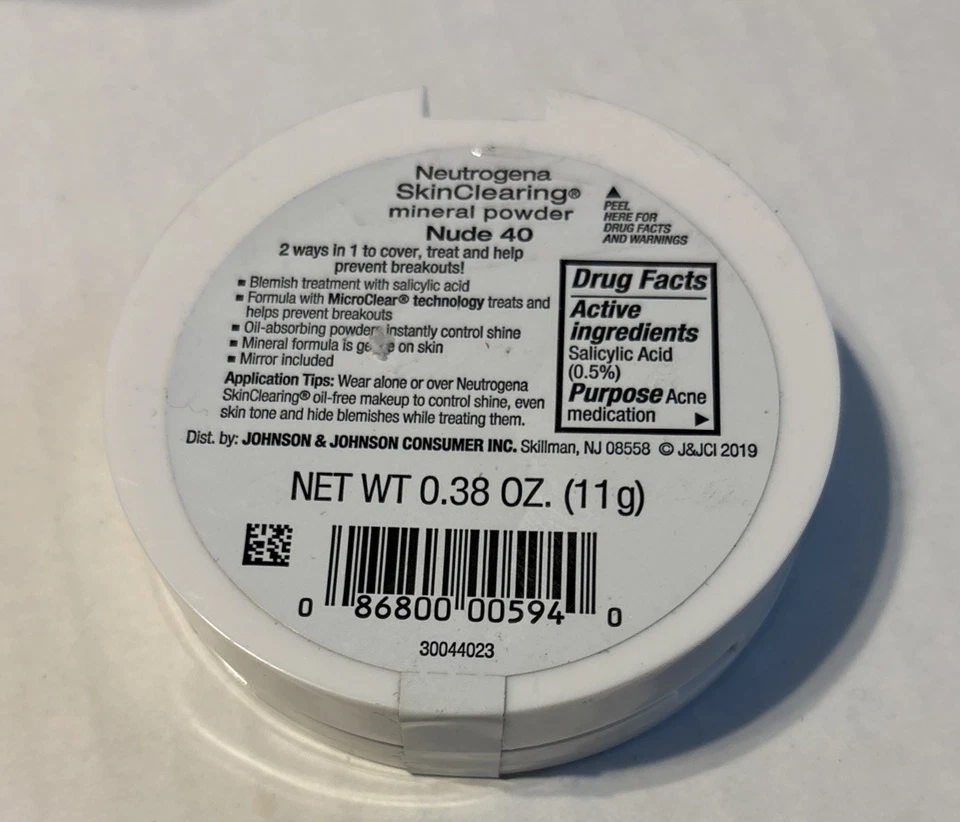 Neutrogena
SkinClearing®
mineral powder
Nude 40
PEEL
HERE FOR
DRUG FACTS
AND WARNINGS
2 ways in 1 to cover, treat and help
prevent breakouts!
Blemish treatment with salicylic acid
Formula with MicroClear® technology treats and
helps prevent breakouts
Oil-absorbing powders instantly control shine
Mineral formula is on skin
Mirror included
Application Tips: Wear alone or over Neutrogena
SkinClearing® oil-free makeup to control shine, even
skin tone and hide blemishes while treating them.
Drug Facts
Active
ingredients
Salicylic Acid
(0.5%)
Purpose Acne
medication
Dist. by: JOHNSON & JOHNSON CONSUMER INC. Skillman, NJ 08558 © J&JCI 2019
NET WT 0.38 OZ. (11 g)
0 86800 00594 0
30044023